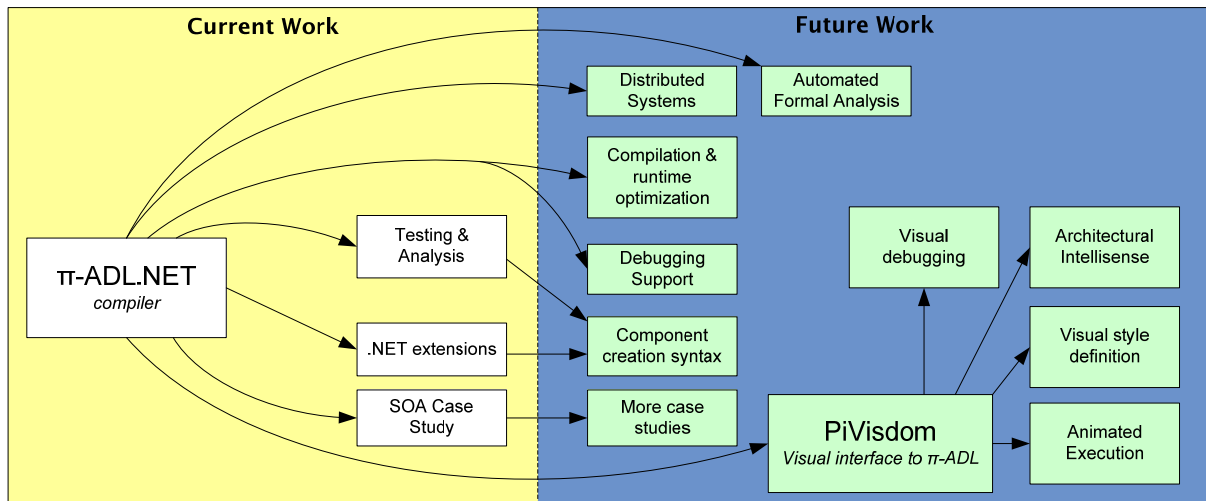 Current Work
Future Work
Distributed
Systems
Automated
Formal Analysis
Compilation &
runtime
optimization
Testing &
Analysis
Visual
debugging
Architectural
Intellisense
π-ADL.NET
compiler
Debugging
Support
.NET extensions
Component
creation syntax
Visual style
definition
SOA Case
Study
More case
studies
PiVisdom
Visual interface to π-ADL
Animated
Execution